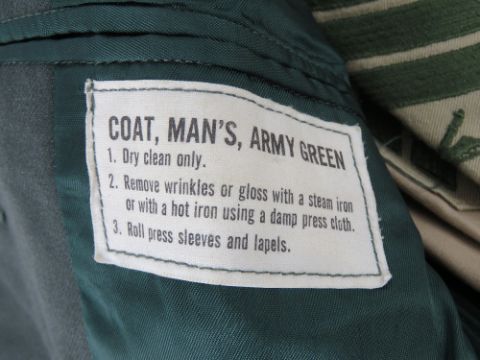 COAT, MAN'S, ARMY GREEN
1. Dry clean only.
2. Remove wrinkles or gloss with a steam iron
or with a hot iron using a damp press cloth.
3. Roll press sleeves and lapels.